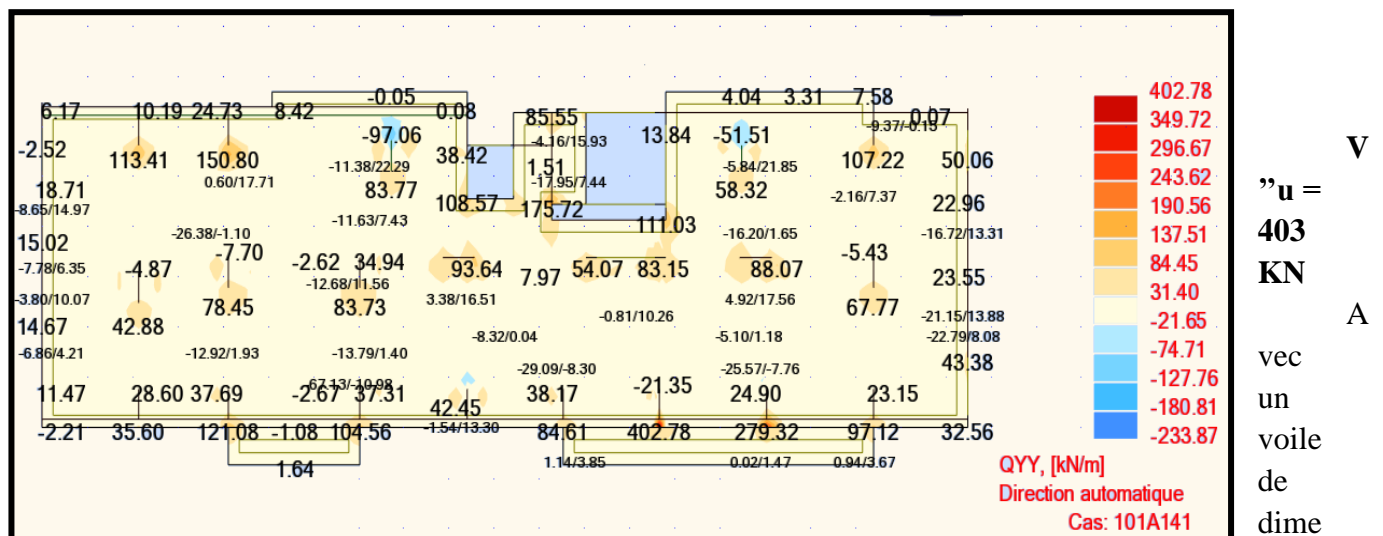 -0.05 4.04 3.31 7.58 402.78
6.17 10.19 24.73 8.42 0.08 85.55 0.07 349.72
-97.06 -4.16/15.93 13.84 -51.51 -9.37/-0.15 296.67
-2.52 113.41 150.80 -11.38/22.29 38.42 1.51 -5.84/21.85 107.22 50.06 243.62 V
18.71 0.60/17.71 83.77 -17.95/7.44 58.32 -2.16/7.37 190.56 ”u =
-8.65/14.97 -11.63/7.43 108.57 175.72 22.96 137.51 403
15.02 -26.38/-1.10 111.03 -16.20/1.65 -16.72/13.31 84.45 KN
-7.78/6.35 -4.87 -7.70 -2.62 34.94 93.64 7.97 54.07 83.15 88.07 -5.43 23.55 31.40
-12.68/11.56
-3.80/10.07 78.45 83.73 3.38/16.51 4.92/17.56 67.77 -21.65
14.67 42.88 -0.81/10.26 -21.15/13.88 -74.71 A
-6.86/4.21 -12.92/1.93 -13.79/1.40 -8.32/0.04 -5.10/1.18 -22.79/8.08 -127.76 vec
-29.09/-8.30 -25.57/-7.76 43.38 -180.81 un
11.47 28.60 37.69 -2.67 -67.13/-10.98 37.31 42.45 38.17 -21.35 24.90 23.15 voile
-2.21 35.60 121.08 -1.08 104.56 -1.54/13.30 84.61 402.78 279.32 97.12 32.56 -233.87
1.64 1.14/3.85 0.02/1.47 0.94/3.67 QYY, [kN/m] de
Direction automatique
Cas: 101A141 dime